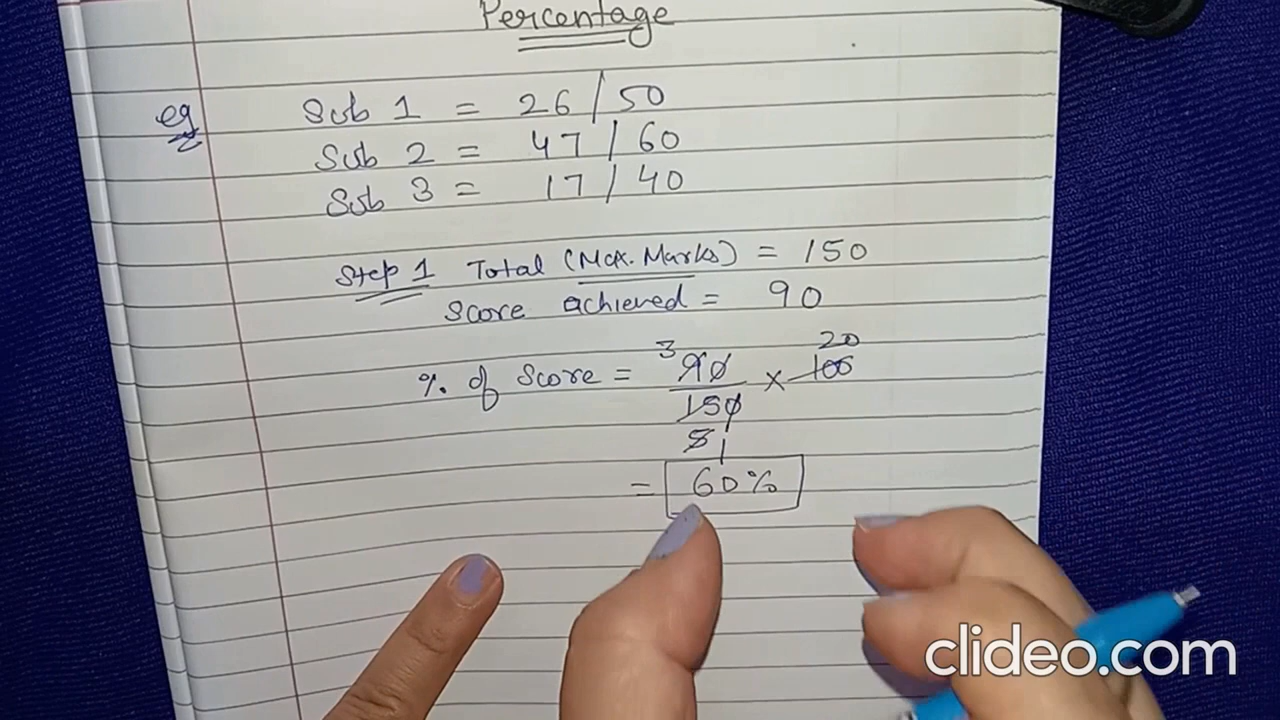 Percentage
eg
Sub 1 = 26/50
Sub 2 = 47/60
Sub 3 = 17/40
Step 1 Total (Max. Marks) = 150
Score achieved = 90
20
% of Score = 3 90/150 × 100
5 1
= 60%
clideo.com